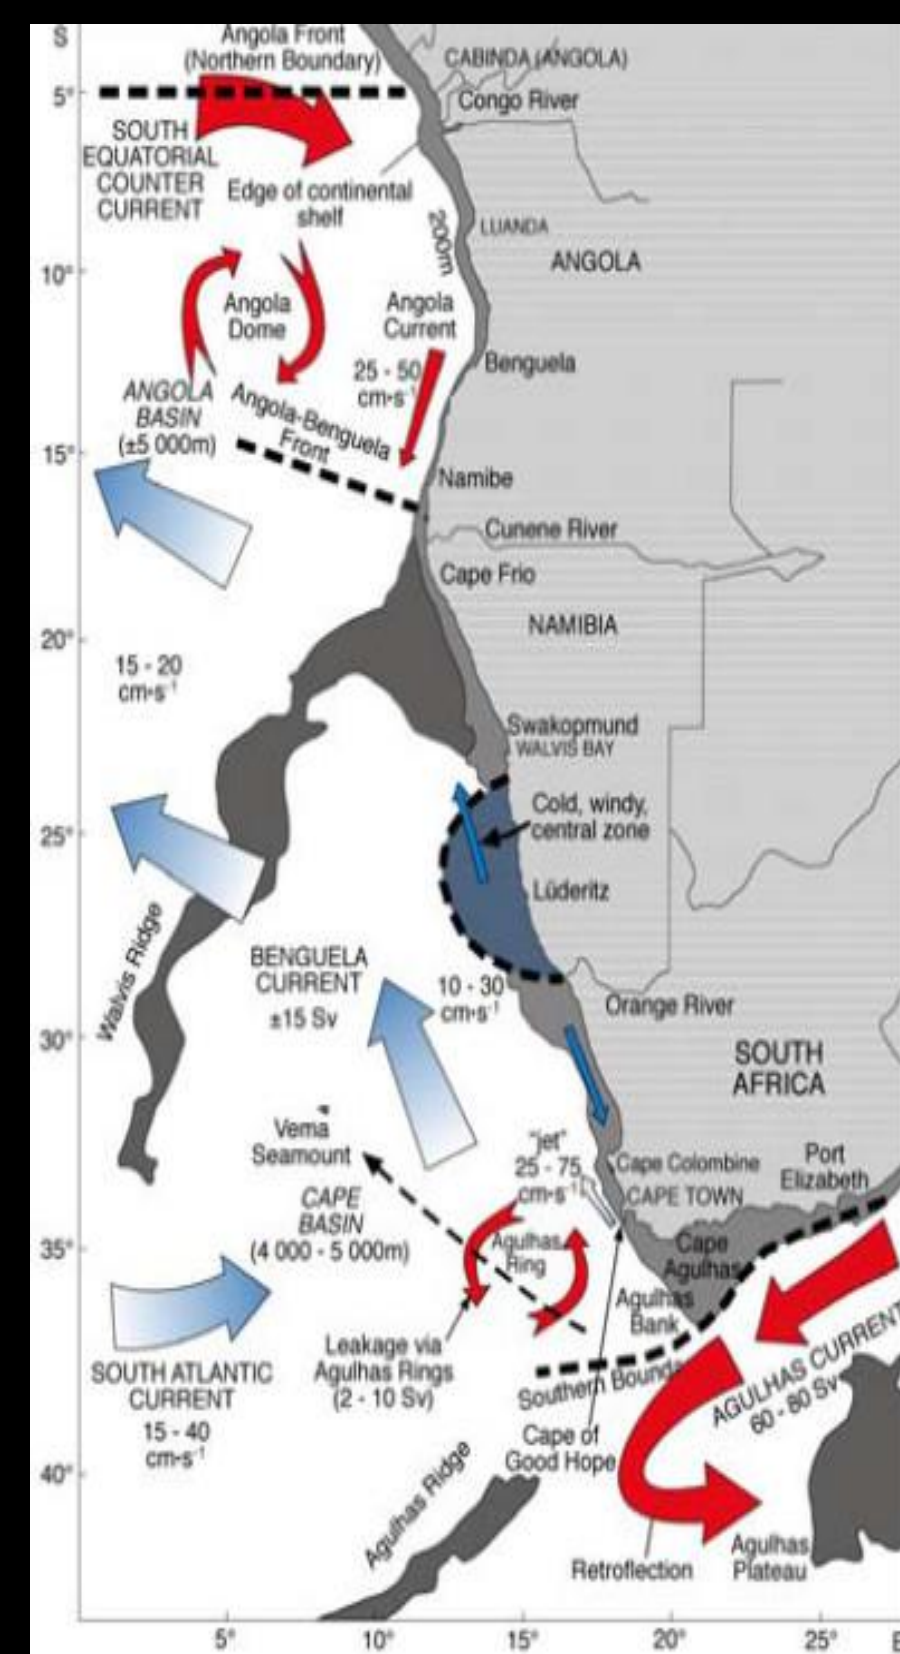 S
Angola Front
(Northern Boundary)
CABINDA (ANGOLA)
5°
Congo River
SOUTH
EQUATORIAL
COUNTER
CURRENT
Edge of continental
shelf
200m
LUANDA
ANGOLA
10°
Angola
Dome
Angola
Current
25 - 50
cm•s-1
Benguela
ANGOLA
BASIN
(±5 000m)
Angola-Benguela
Front
15°
Namibe
Cunene River
Cape Frio
NAMIBIA
20°
15 - 20
cm•s-1
Swakopmund
WALVIS BAY
Cold, windy,
central zone
25°
Lüderitz
Walvis Ridge
BENGUELA
CURRENT
±15 Sv
10 - 30
cm•s-1
Orange River
30°
SOUTH
AFRICA
Vema
Seamount
"jet"
25 - 75
cm•s-1
Cape Colombine
CAPE TOWN
Port
Elizabeth
CAPE
BASIN
(4 000 - 5 000m)
35°
Agulhas
Ring
Cape
Agulhas
Agulhas
Bank
Leakage via
Agulhas Rings
(2 - 10 Sv)
SOUTH ATLANTIC
CURRENT
15 - 40
cm•s-1
Southern Bounda
AGULHAS CURRENT
60 - 80 Sv
Cape of
Good Hope
40°
Agulhas Ridge
Retroflection
Agulhas
Plateau
5°
10°
15°
20°
25°
E